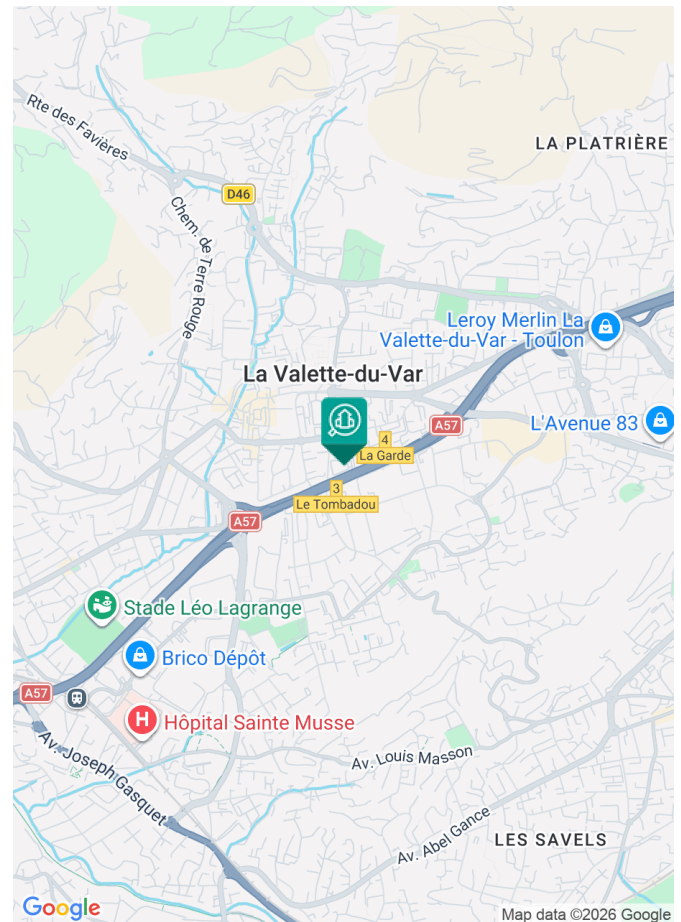 Rte des Favières
LA PLATRIÈRE
D46
Chem. de Terre Rouge
Leroy Merlin La
Valette-du-Var - Toulon
La Valette-du-Var
L'Avenue 83
A57
4
La Garde
3
Le Tombadou
A57
Stade Léo Lagrange
Brico Dépôt
A57
H
Hôpital Sainte Musse
Av. Joseph Gasquet
Av. Louis Masson
Av. Abel Gance
LES SAVELS
Google
Map data ©2026 Google